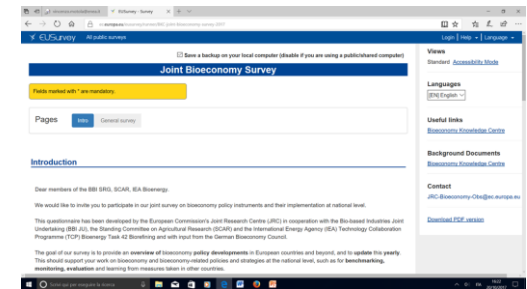 EUSurvey - Survey
EUSurvey All public surveys Login | Help Language
Save a backup on your local computer (disable if you are using a public/shared computer)
Joint Bioeconomy Survey
Fields marked with * are mandatory.
Pages Intro General survey
Introduction
Dear members of the BBI SRG, SCAR, IEA Bioenergy.
We would like to invite you to participate in our joint survey on bioeconomy policy instruments and their implementation at national level.
This questionnaire has been developed by the European Commission's Joint Research Centre (JRC) in cooperation with the Bio-based Industries Joint
Undertaking (BBI JU), the Standing Committee on Agricultural Research (SCAR) and the International Energy Agency (IEA) Technology Collaboration
Programme (TCP) Bioenergy Task 42 Biorefining and with input from the German Bioeconomy Council.
The goal of our survey is to provide an overview of bioeconomy policy developments in European countries and beyond, and to update this yearly.
This should support your work on bioeconomy and bioeconomy-related policies and strategies at the national level, such as for benchmarking,
monitoring, evaluation and learning from measures taken in other countries.
Views
Standard Accessibility Mode
Languages
[EN] English
Useful links
Bioeconomy Knowledge Centre
Background Documents
Bioeconomy Knowledge Centre
Contact
JRC-Bioeconomy-Obs@ec.europa.eu
Download PDF version